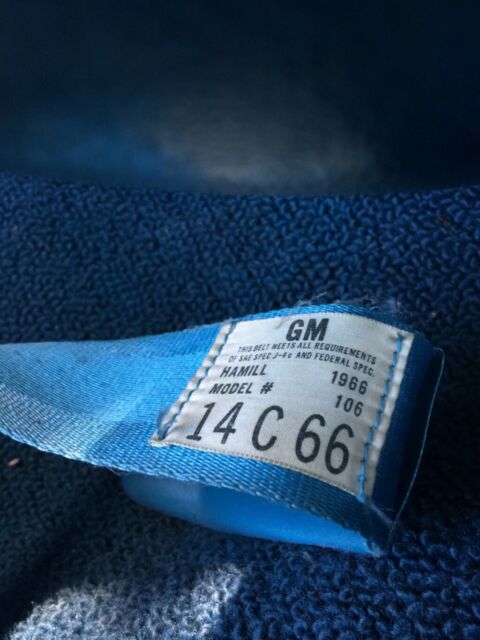 GM
THIS BELT MEETS ALL REQUIREMENTS
OF SAE SPEC. J-4c AND FEDERAL SPEC.
HAMILL 1966
MODEL # 106
14 C 66